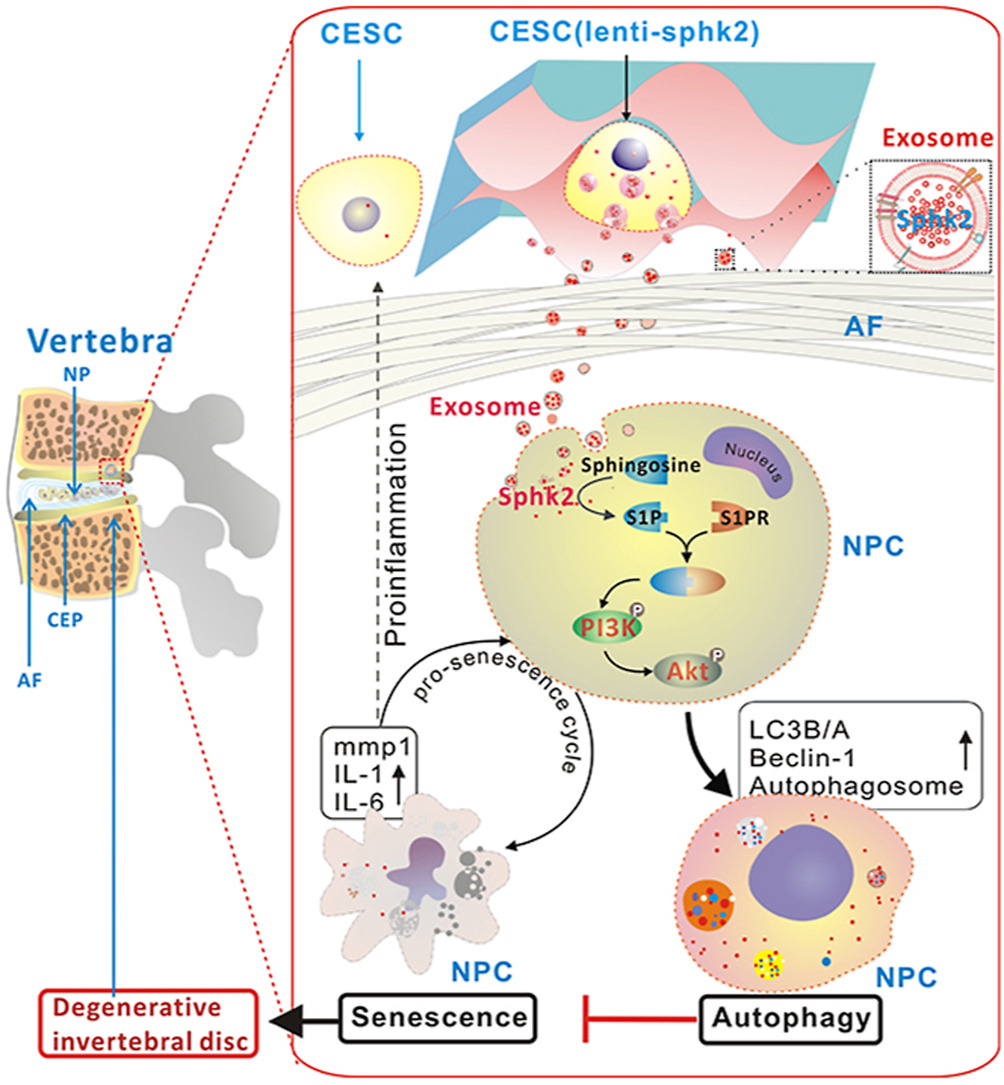 CESC
CESC(lenti-sphk2)
Exosome
Sphk2
AF
Vertebra
NP
CEP
AF
Exosome
Sphingosine
Nucleus
Sphk2
S1P
S1PR
NPC
PI3K
P
Akt
P
Proinflammation
pro-senescence cycle
mmp1
IL-1
IL-6
LC3B/A
Beclin-1
Autophagosome
NPC
NPC
Degenerative
invertebral disc
Senescence
Autophagy